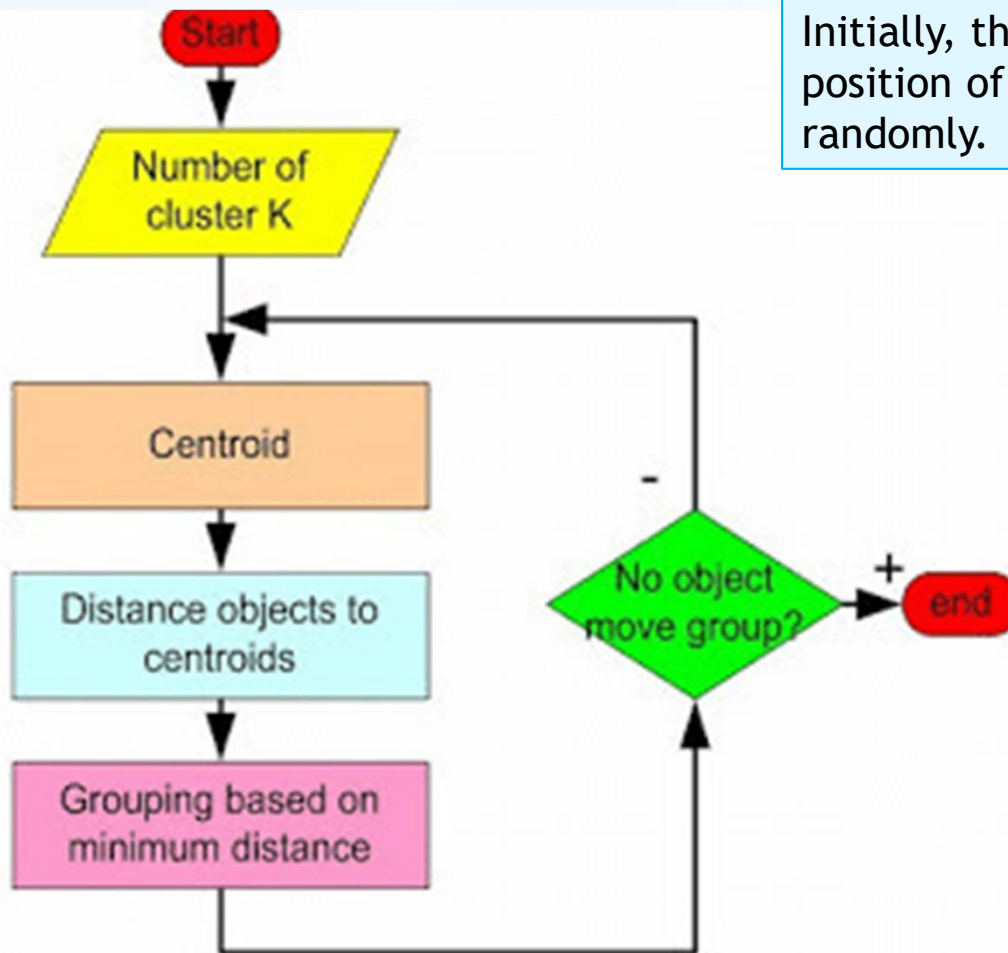 Start
Initially, th
position of
randomly.
Number of
cluster K
Centroid
-
Distance objects to
centroids
No object
move group?
+
end
Grouping based on
minimum distance